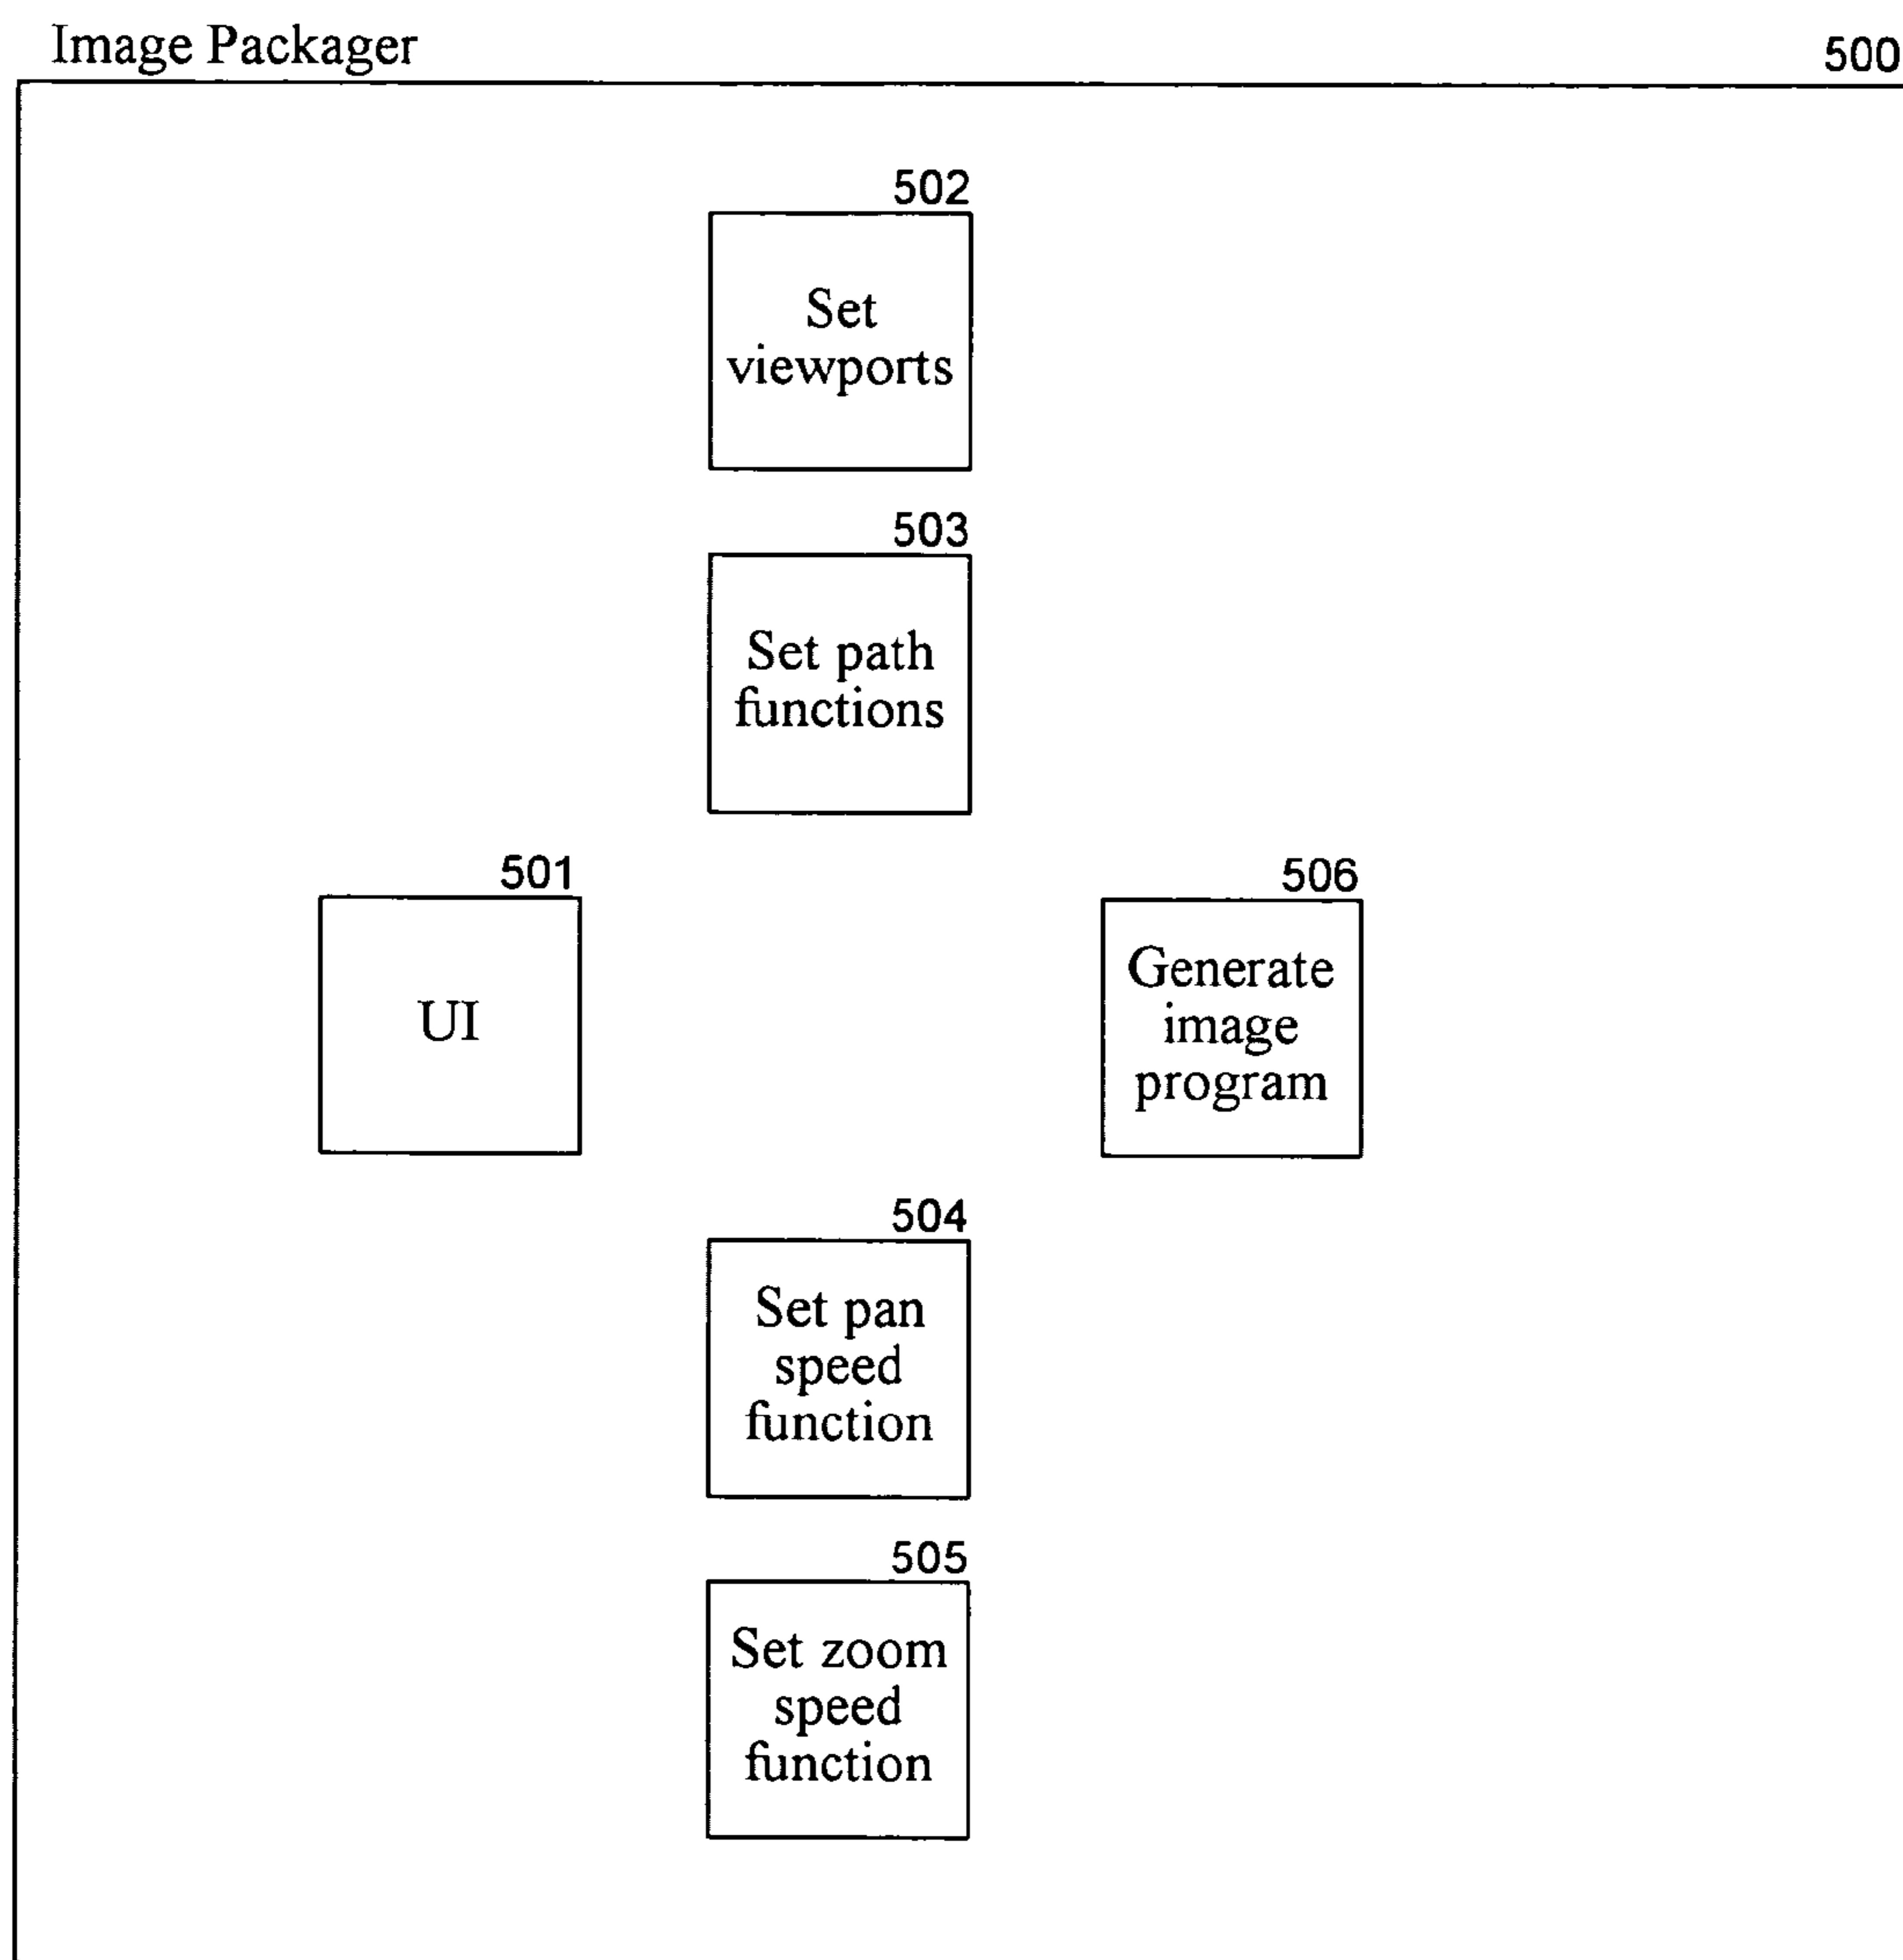 Image Packager
500
502
Set
viewports
503
Set path
functions
501
UI
506
Generate
image
program
504
Set pan
speed
function
505
Set zoom
speed
function